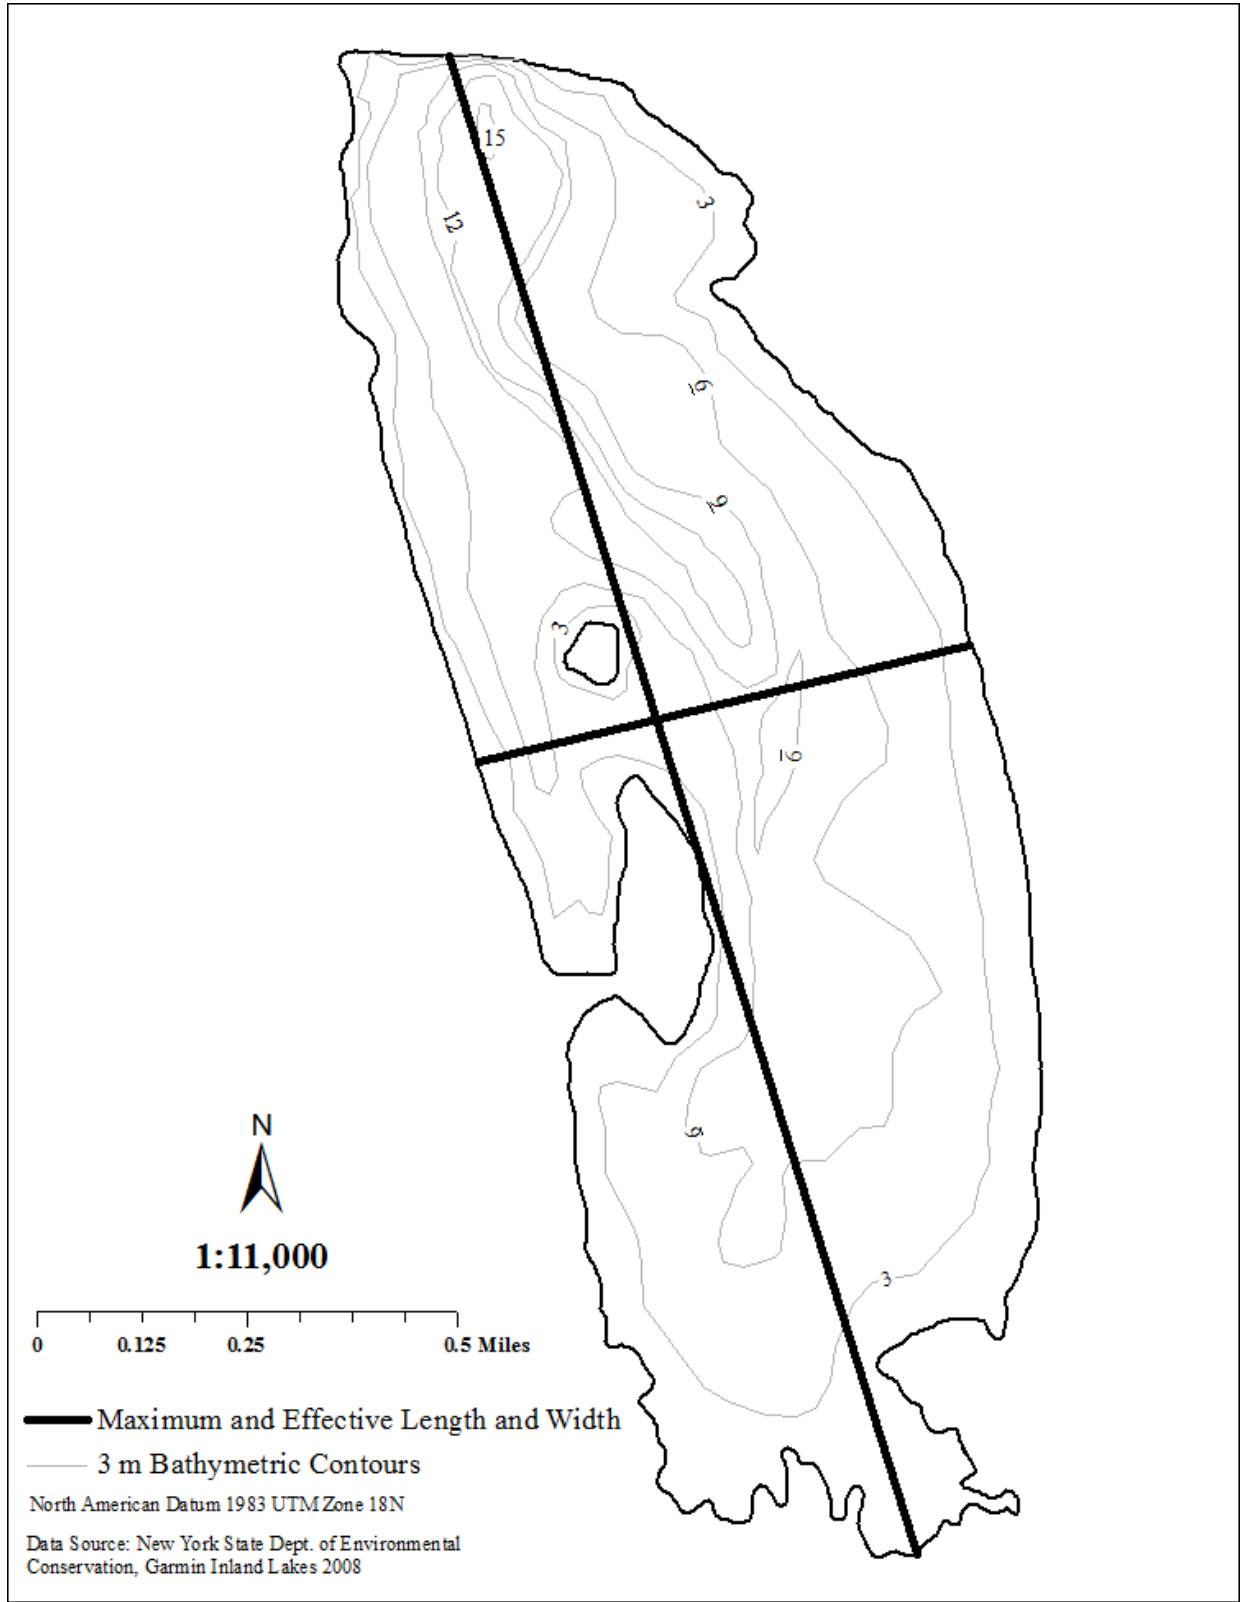 15
3
12
6
9
3
9
6
3
N
1:11,000
0 0.125 0.25 0.5 Miles
Maximum and Effective Length and Width
3 m Bathymetric Contours
North American Datum 1983 UTM Zone 18N
Data Source: New York State Dept. of Environmental
Conservation, Garmin Inland Lakes 2008